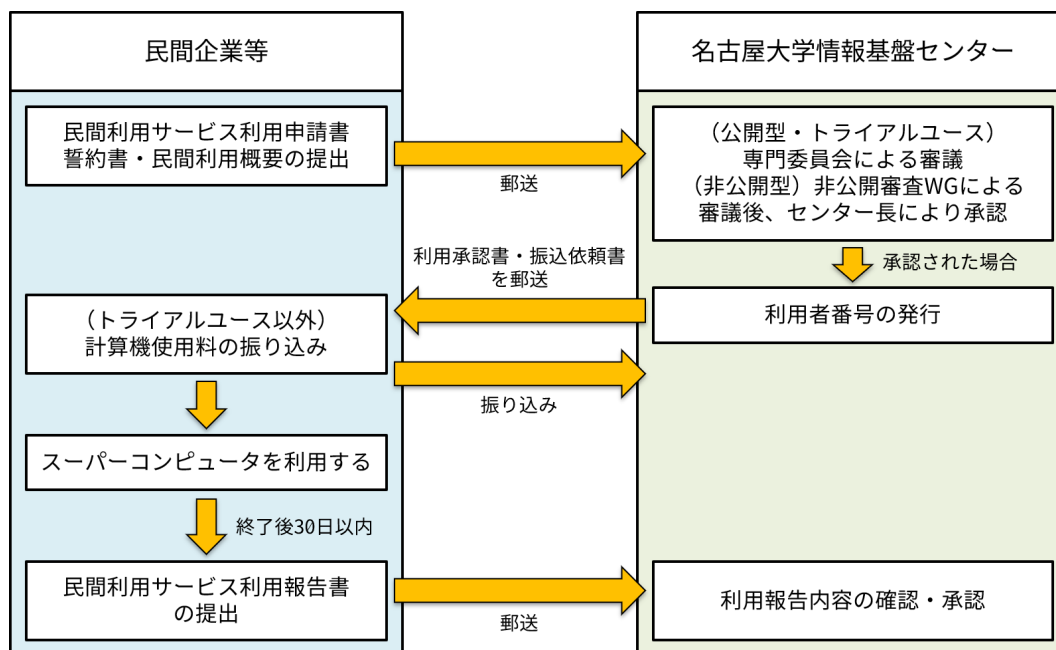 民間企業等
名古屋大学情報基盤センター
民間利用サービス利用申請書
誓約書・民間利用概要の提出
郵送
（公開型・トライアルユース）
専門委員会による審議
（非公開型）非公開審査WGによる
審議後、センター長により承認
承認された場合
利用者番号の発行
利用承認書・振込依頼書
を郵送
（トライアルユース以外）
計算機使用料の振り込み
振り込み
スーパーコンピュータを利用する
終了後30日以内
民間利用サービス利用報告書
の提出
郵送
利用報告内容の確認・承認